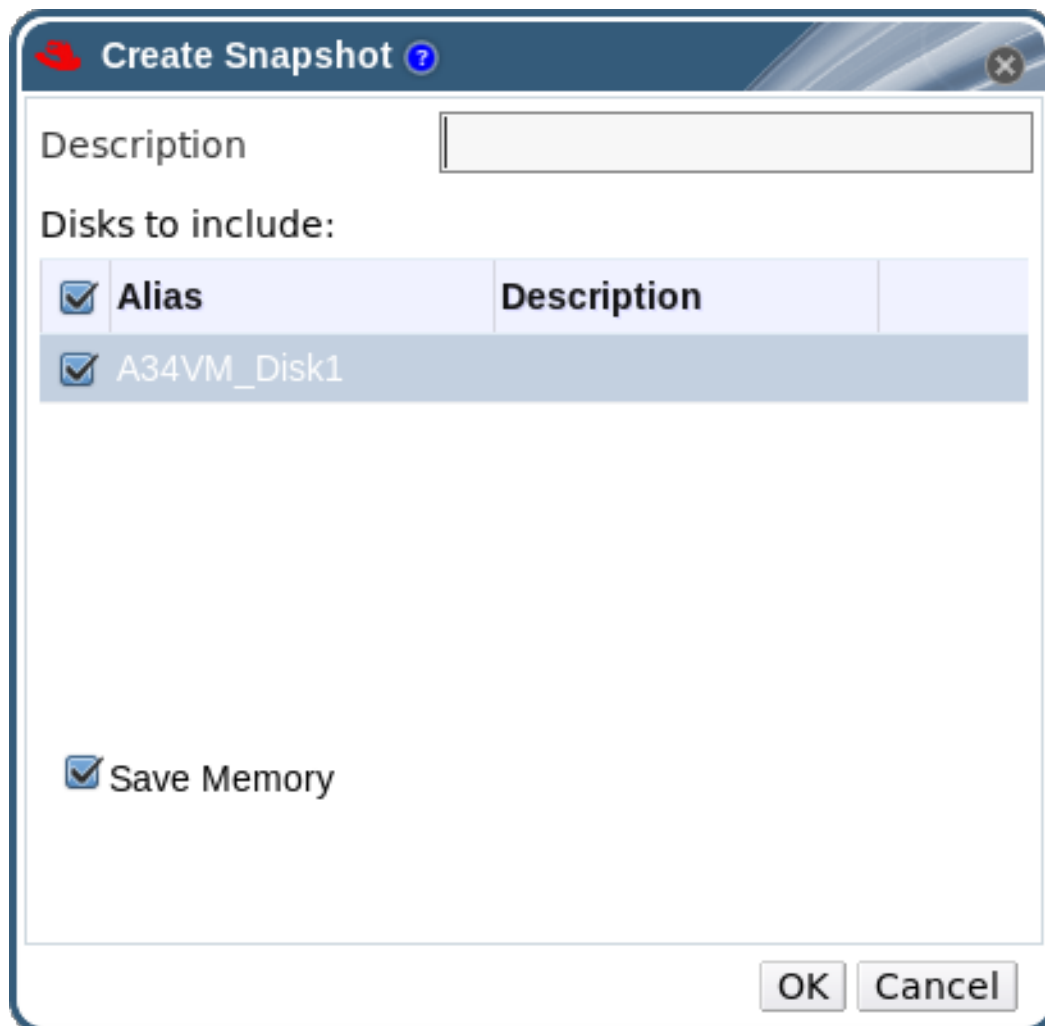 Create Snapshot ?
Description
Disks to include:
Alias Description
A34VM_Disk1
Save Memory
OK Cancel